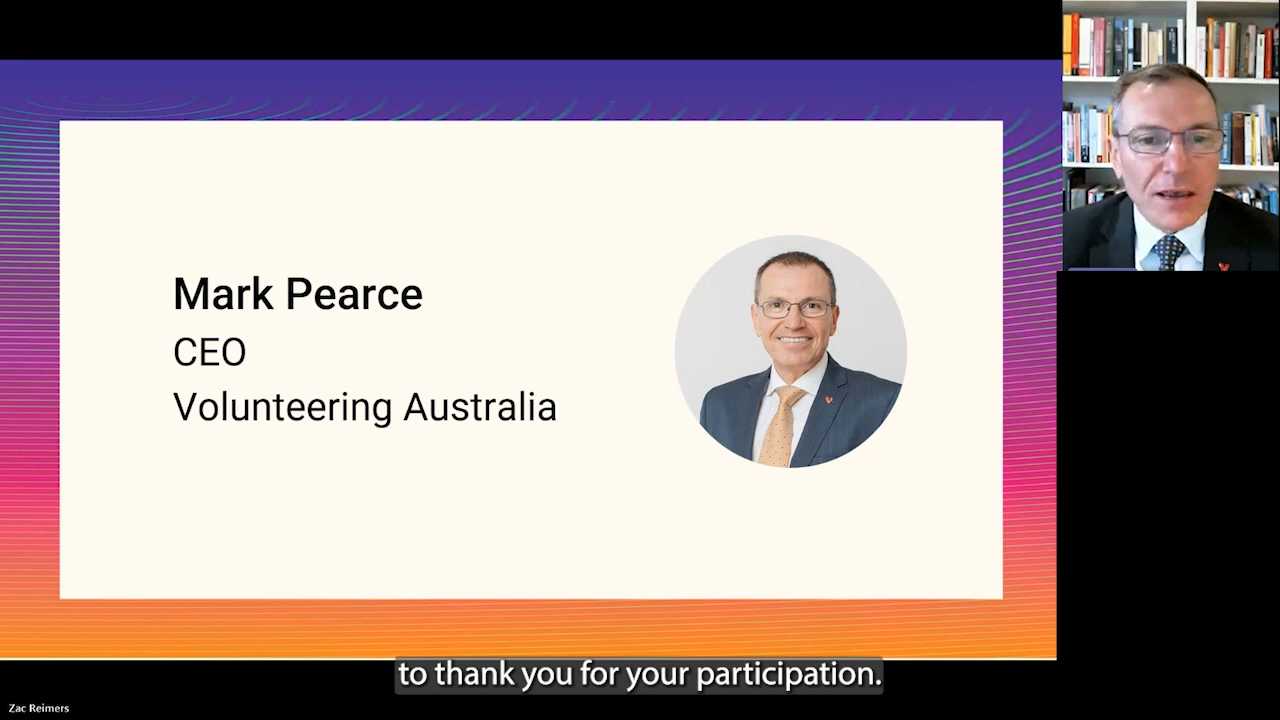 Mark Pearce
CEO
Volunteering Australia
to thank you for your participation.
Zac Reimers